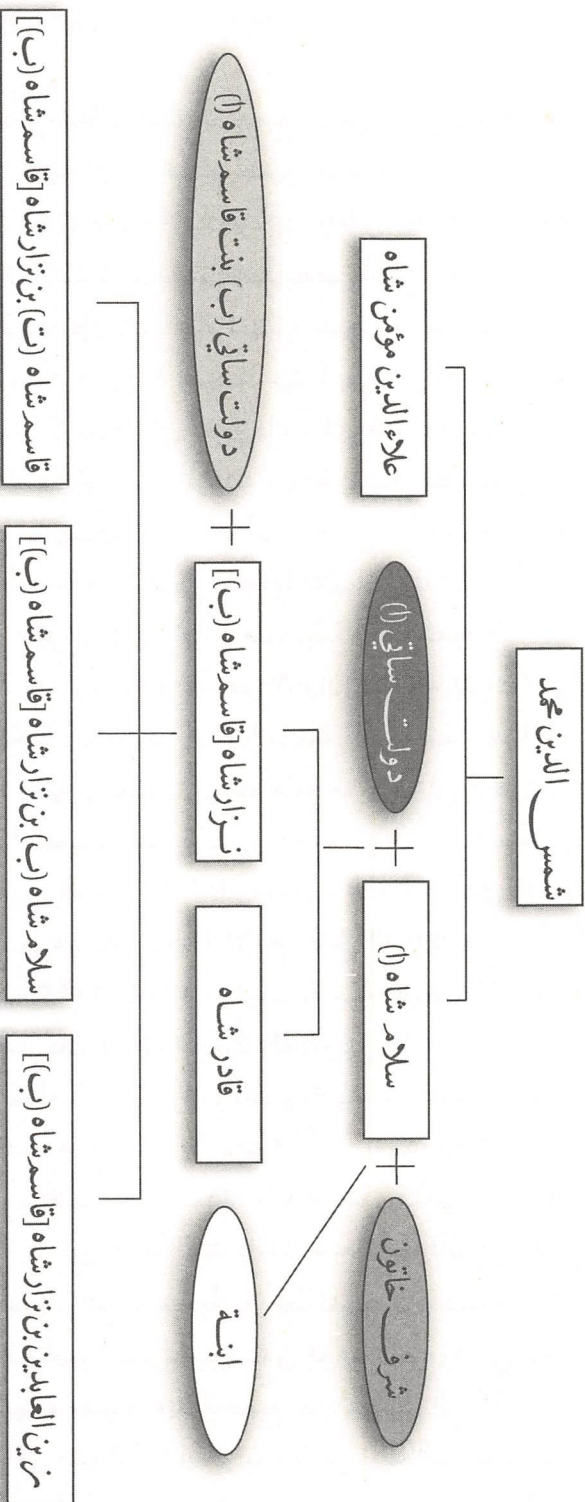 شمس الدين محمد
علاء الدين مؤمن شاه
دولت ساتي (ا)
سلام شاه (ا)
شرف خاتون
دولت ساتي (ب) بنت قاسم شاه (ا)
نزار شاه [قاسم شاه (ب)]
قادر شاه
ابنة
قاسم شاه (ت) بن نزار شاه [قاسم شاه (ب)]
سلام شاه (ب) بن نزار شاه [قاسم شاه (ب)]
زين العابدين بن نزار شاه [قاسم شاه (ب)]